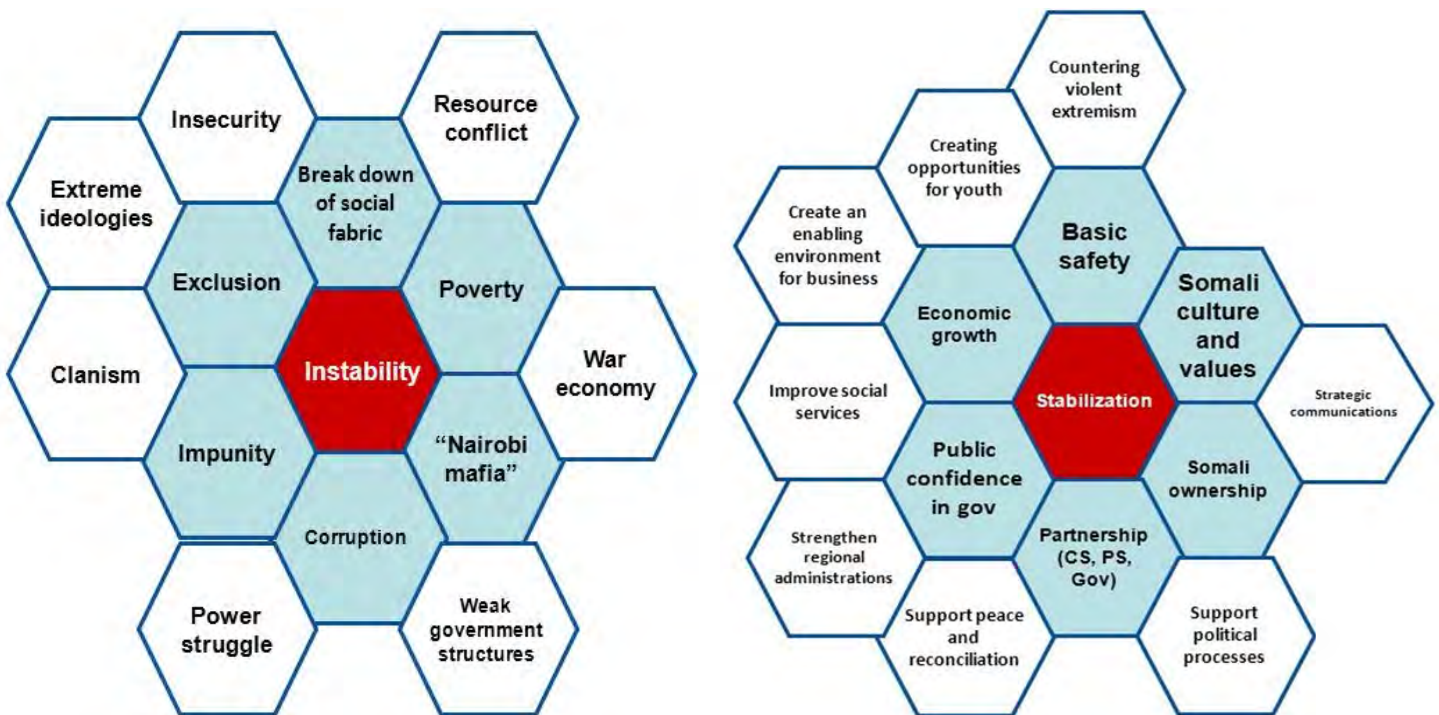 Insecurity
Resource
conflict
Extreme
ideologies
Break down
of social
fabric
Exclusion
Poverty
Clanism
Instability
War
economy
Impunity
“Nairobi
mafia”
Corruption
Power
struggle
Weak
government
structures
Countering
violent
extremism
Creating
opportunities
for youth
Create an
enabling
environment
for business
Basic
safety
Economic
growth
Somali
culture
and
values
Improve social
services
Stabilization
Strategic
communications
Public
confidence
in gov
Somali
ownership
Strengthen
regional
administrations
Partnership
(CS, PS,
Gov)
Support peace
and
reconciliation
Support
political
processes